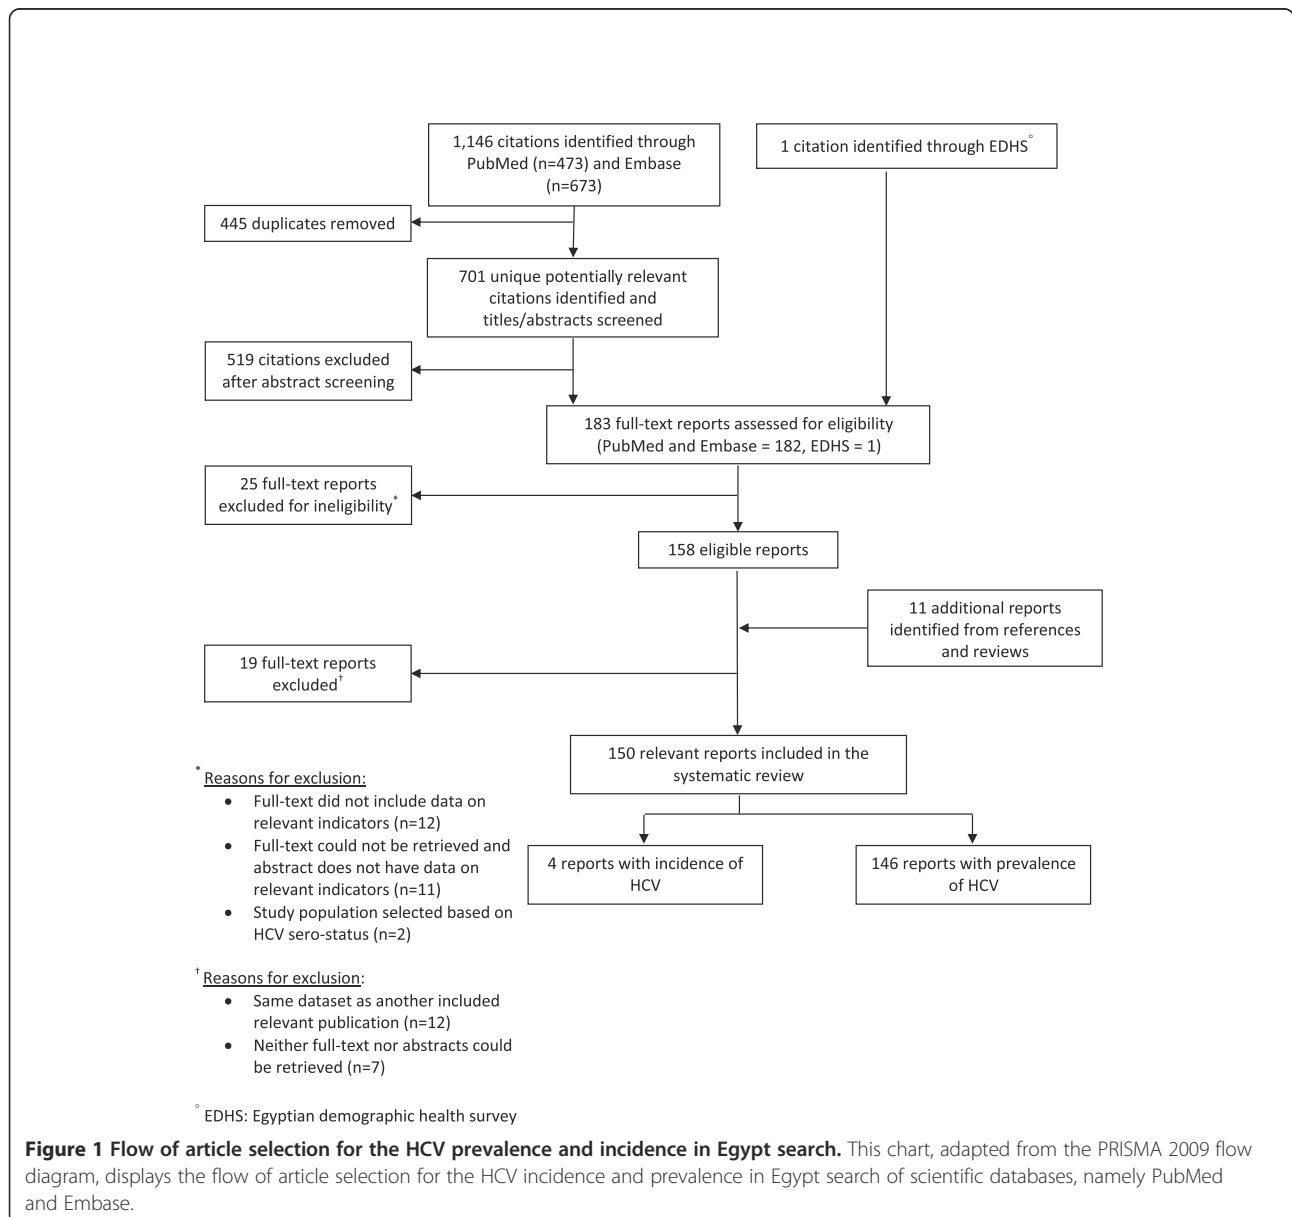 1,146 citations identified through
PubMed (n=473) and Embase
(n=673)
1 citation identified through EDHS°
445 duplicates removed
701 unique potentially relevant
citations identified and
titles/abstracts screened
519 citations excluded
after abstract screening
183 full-text reports assessed for eligibility
(PubMed and Embase = 182, EDHS = 1)
25 full-text reports
excluded for ineligibility*
158 eligible reports
11 additional reports
identified from references
and reviews
19 full-text reports
excluded†
150 relevant reports included in the
systematic review
4 reports with incidence of
HCV
146 reports with prevalence
of HCV
* Reasons for exclusion:
• Full-text did not include data on
relevant indicators (n=12)
• Full-text could not be retrieved and
abstract does not have data on
relevant indicators (n=11)
• Study population selected based on
HCV sero-status (n=2)
† Reasons for exclusion:
• Same dataset as another included
relevant publication (n=12)
• Neither full-text nor abstracts could
be retrieved (n=7)
° EDHS: Egyptian demographic health survey
Figure 1 Flow of article selection for the HCV prevalence and incidence in Egypt search. This chart, adapted from the PRISMA 2009 flow
diagram, displays the flow of article selection for the HCV incidence and prevalence in Egypt search of scientific databases, namely PubMed
and Embase.